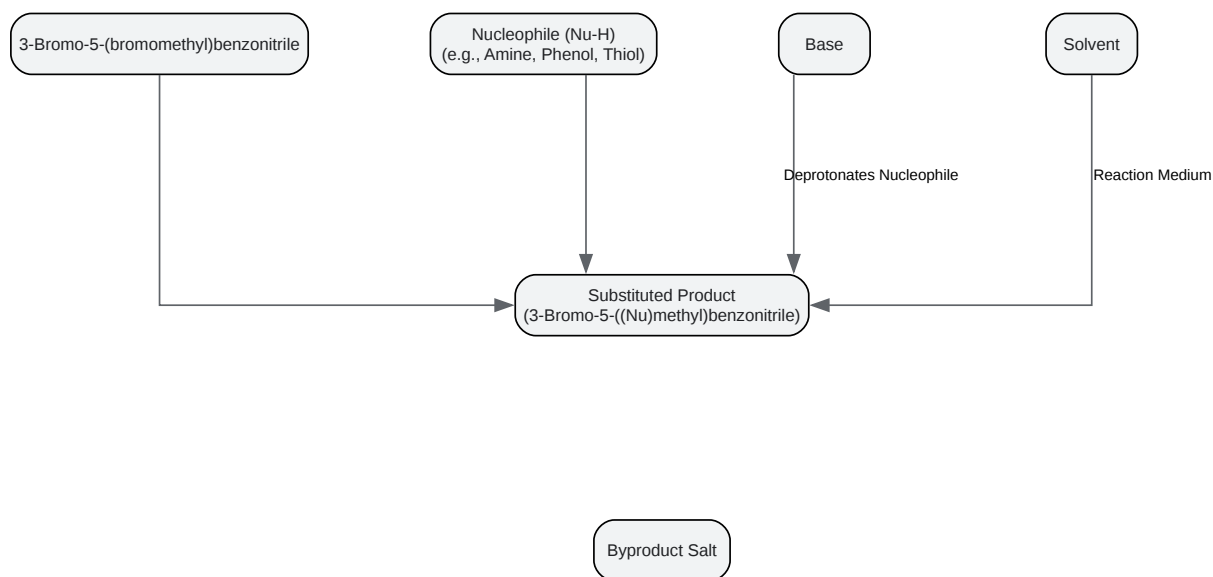 3-Bromo-5-(bromomethyl)benzonitrile
Nucleophile (Nu-H)
(e.g., Amine, Phenol, Thiol)
Base
Solvent
Deprotonates Nucleophile
Reaction Medium
Substituted Product
(3-Bromo-5-((Nu)methyl)benzonitrile)
Byproduct Salt